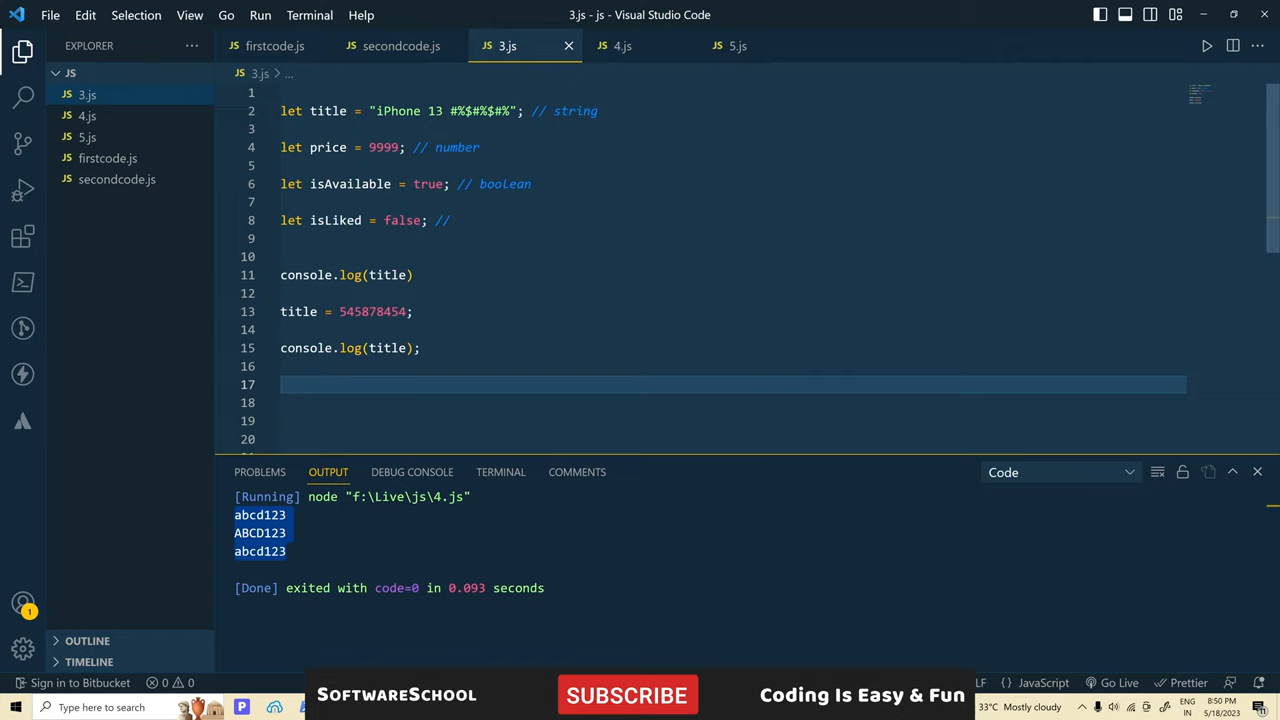 File Edit Selection View Go Run Terminal Help 3.js - js - Visual Studio Code
EXPLORER ... JS firstcode.js JS secondcode.js JS 3.js JS 4.js JS 5.js
JS
JS 3.js
JS 4.js
JS 5.js
JS firstcode.js
JS secondcode.js
JS 3.js > ...
1
2 let title = "iPhone 13 #%$#%$#%"; // string
3
4 let price = 9999; // number
5
6 let isAvailable = true; // boolean
7
8 let isLiked = false; //
9
10
11 console.log(title)
12
13 title = 545878454;
14
15 console.log(title);
16
17
18
19
20
PROBLEMS OUTPUT DEBUG CONSOLE TERMINAL COMMENTS Code
[Running] node "f:\Live\js\4.js"
abcd123
ABCD123
abcd123
[Done] exited with code=0 in 0.093 seconds
1
OUTLINE
TIMELINE
Sign in to Bitbucket 0 0 LF {} JavaScript Go Live Prettier
SoftwareSchool SUBSCRIBE Coding Is Easy & Fun
Type here to search P 33°C Mostly cloudy ENG IN 8:50 PM 5/18/2023